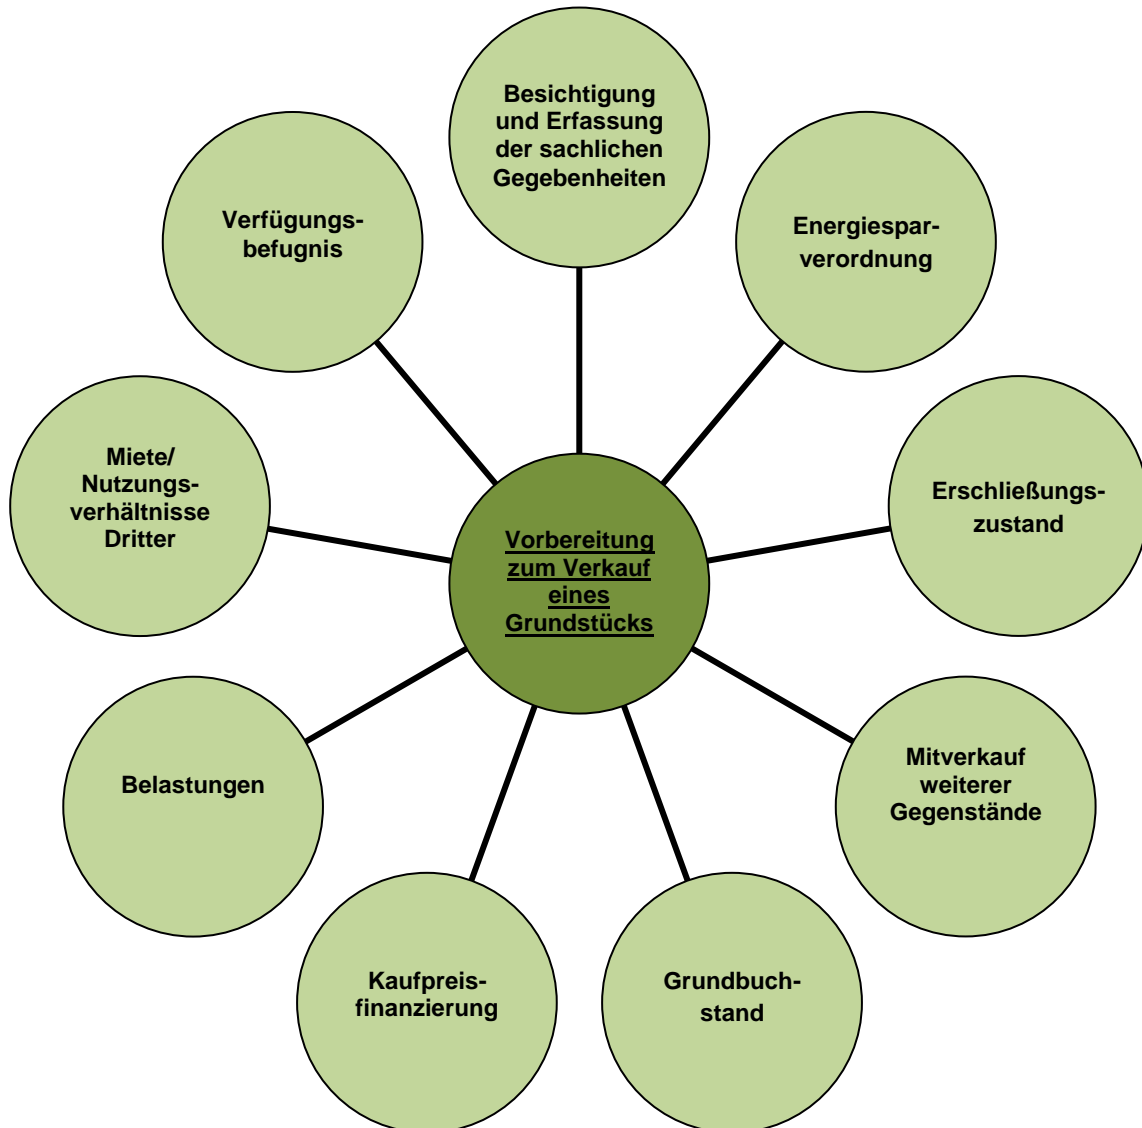 Besichtigung
und Erfassung
der sachlichen
Gegebenheiten
Energiespar-
verordnung
Erschließungs-
zustand
Mitverkauf
weiterer
Gegenstände
Grundbuch-
stand
Kaufpreis-
finanzierung
Belastungen
Miete/
Nutzungs-
verhältnisse
Dritter
Verfügungs-
befugnis
Vorbereitung
zum Verkauf
eines
Grundstücks